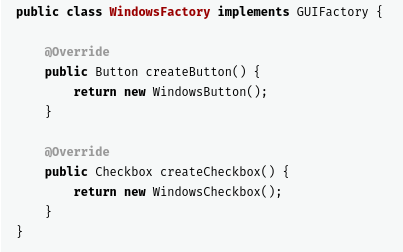 public class WindowsFactory implements GUIFactory {
@Override
public Button createButton() {
return new WindowsButton();
}
@Override
public Checkbox createCheckbox() {
return new WindowsCheckbox();
}
}